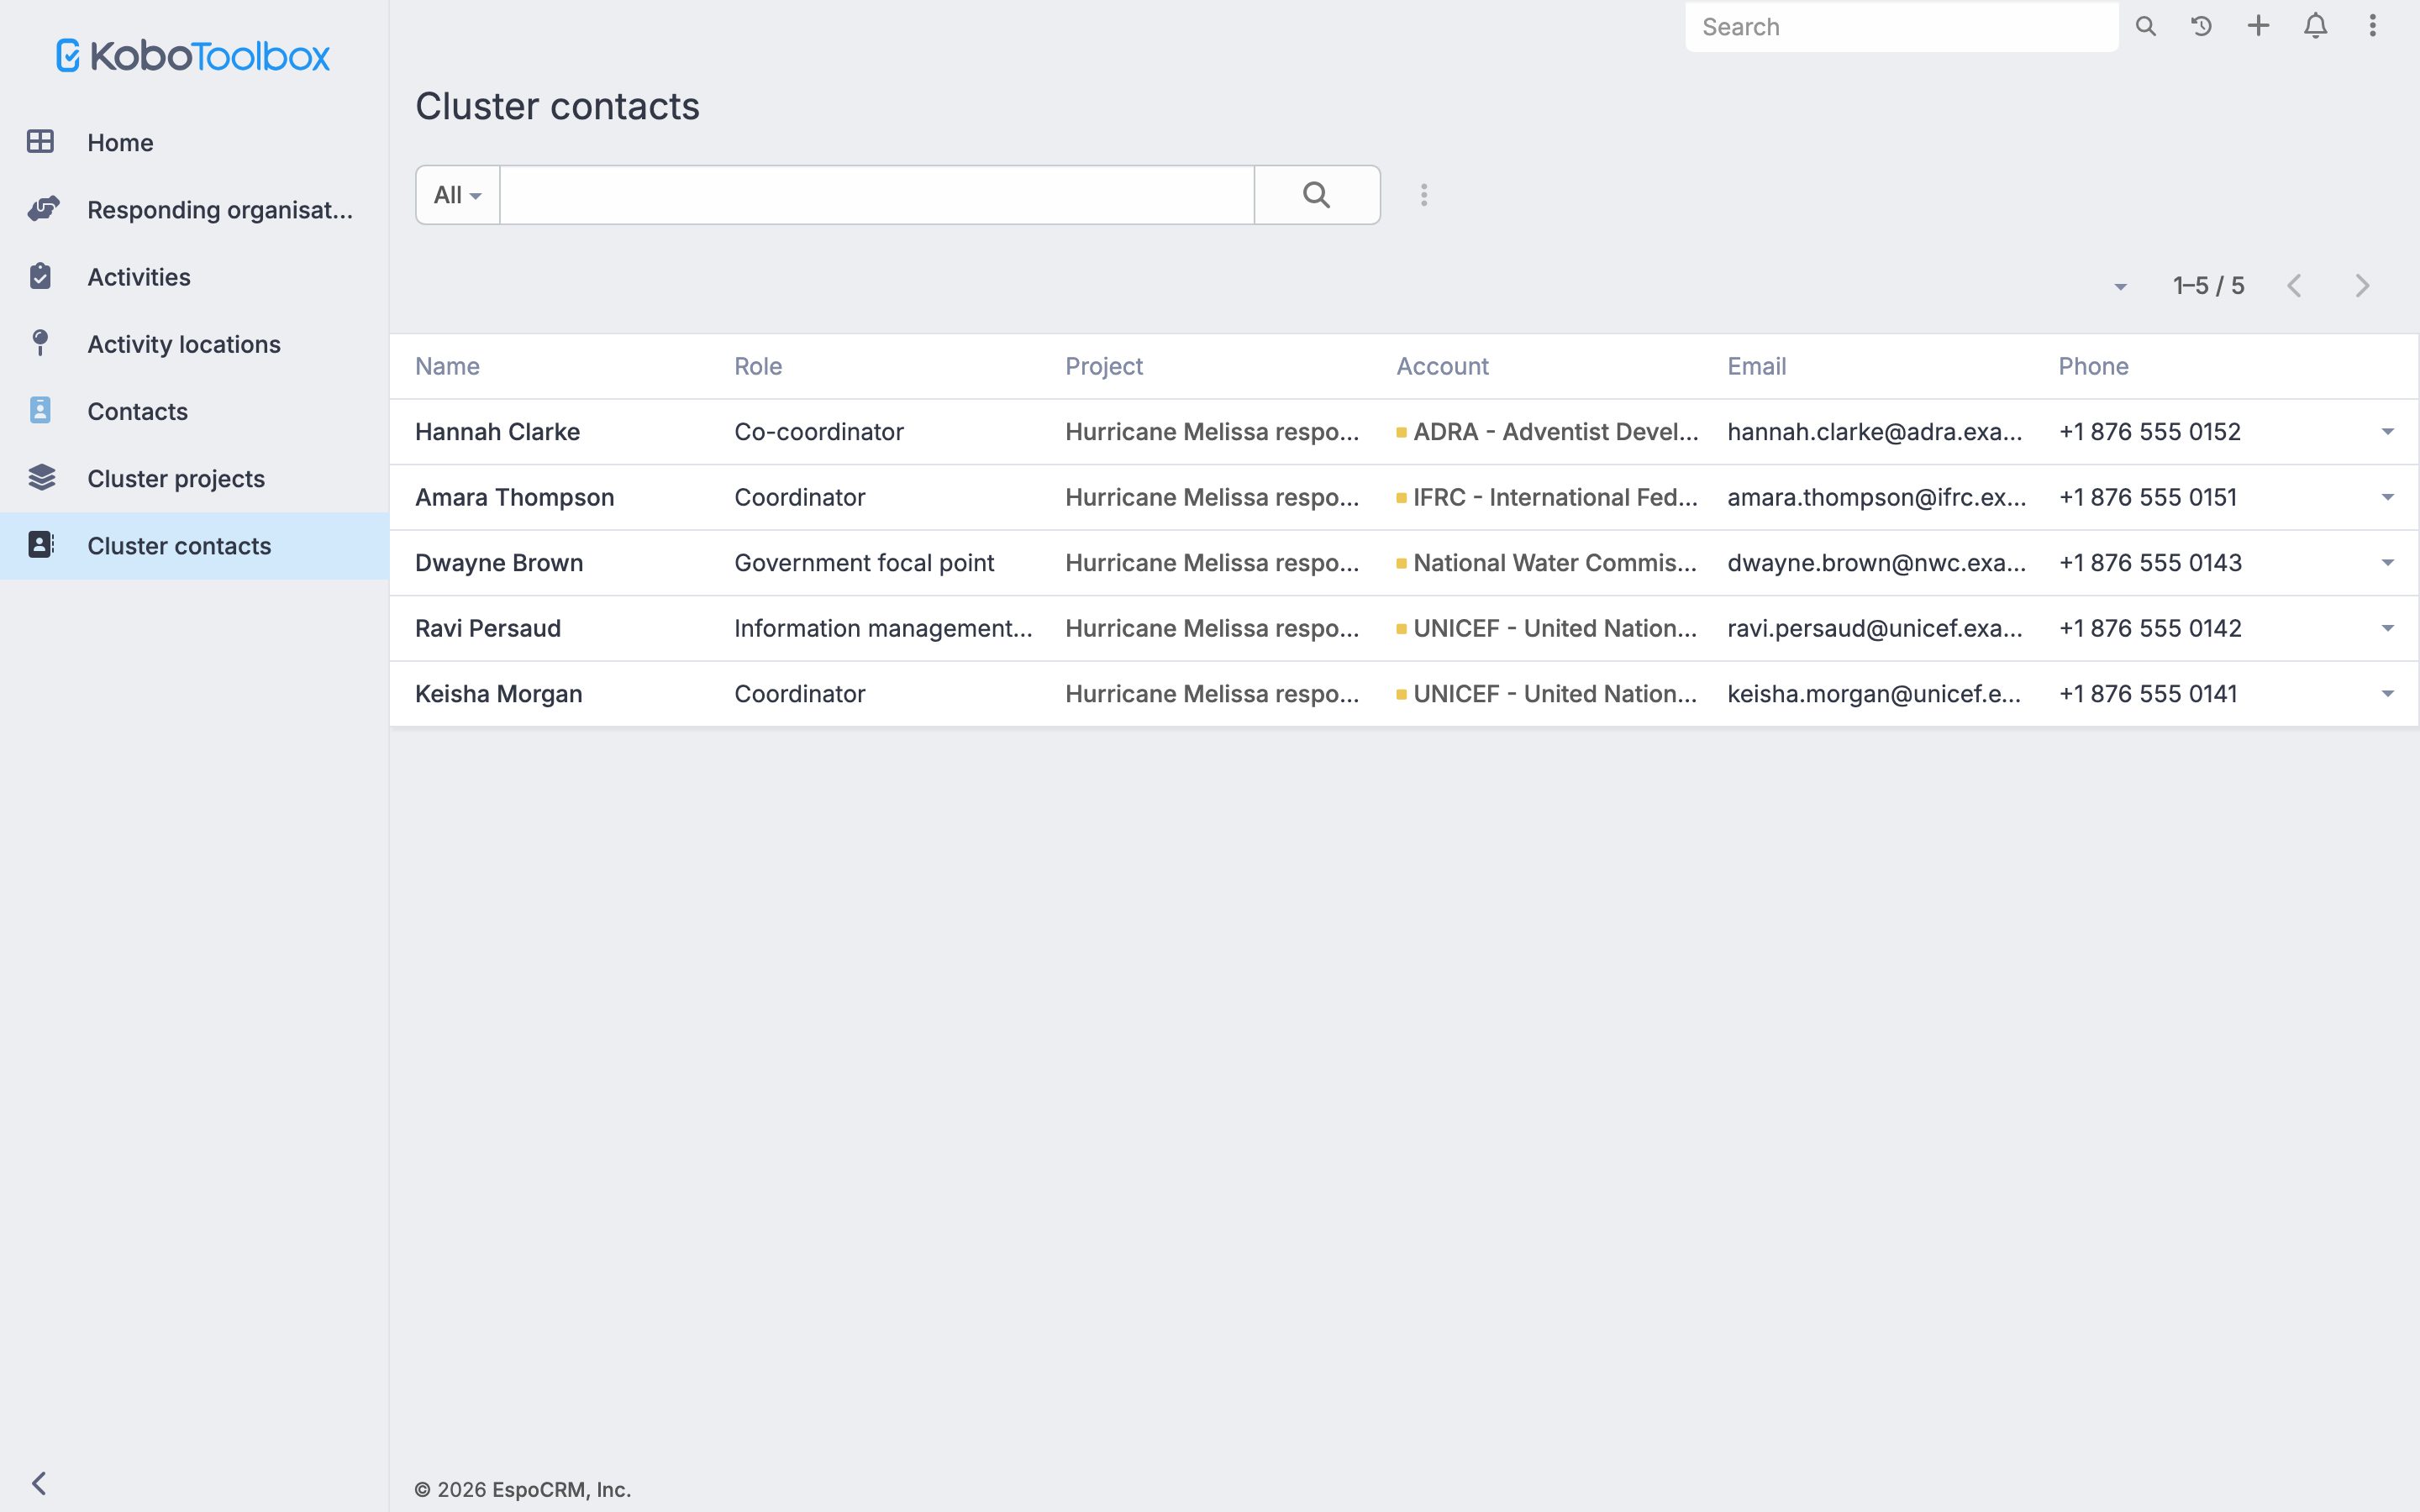 KoboToolbox
Search
Home
Responding organisat...
Activities
Activity locations
Contacts
Cluster projects
Cluster contacts
Cluster contacts
All
1–5 / 5
Name Role Project Account Email Phone
Hannah Clarke Co-coordinator Hurricane Melissa respo... ADRA - Adventist Devel... hannah.clarke@adra.exa... +1 876 555 0152
Amara Thompson Coordinator Hurricane Melissa respo... IFRC - International Fed... amara.thompson@ifrc.ex... +1 876 555 0151
Dwayne Brown Government focal point Hurricane Melissa respo... National Water Commis... dwayne.brown@nwc.exa... +1 876 555 0143
Ravi Persaud Information management... Hurricane Melissa respo... UNICEF - United Nation... ravi.persaud@unicef.exa... +1 876 555 0142
Keisha Morgan Coordinator Hurricane Melissa respo... UNICEF - United Nation... keisha.morgan@unicef.e... +1 876 555 0141
© 2026 EspoCRM, Inc.